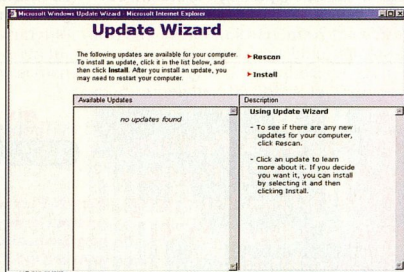 Microsoft Windows Update Wizard - Microsoft Internet Explorer
Update Wizard
The following updates are available for your computer.
To install an update, click it in the list below, and
then click Install. After you install an update, you
may need to restart your computer.
Rescan
Install
Available Updates
no updates found
Description
Using Update Wizard
- To see if there are any new
updates for your computer,
click Rescan.
- Click an update to learn
more about it. If you decide
you want it, you can install
by selecting it and then
clicking Install.